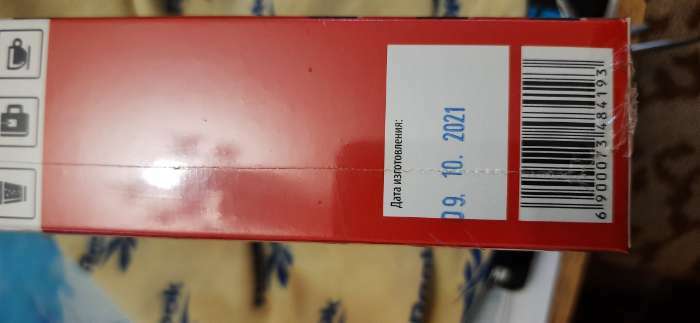 Дата изготовления:
09. 10. 2021
6900073484193